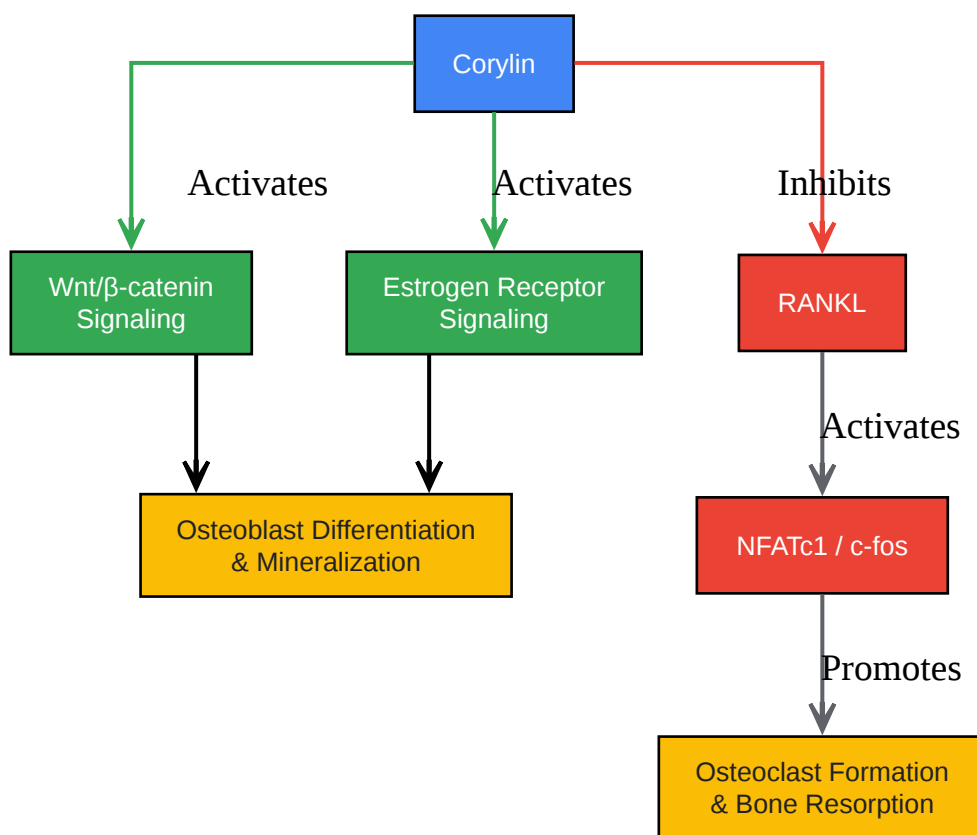 Corylin
Activates
Activates
Inhibits
Wnt/β-catenin
Signaling
Estrogen Receptor
Signaling
RANKL
Activates
Osteoblast Differentiation
& Mineralization
NFATc1 / c-fos
Promotes
Osteoclast Formation
& Bone Resorption